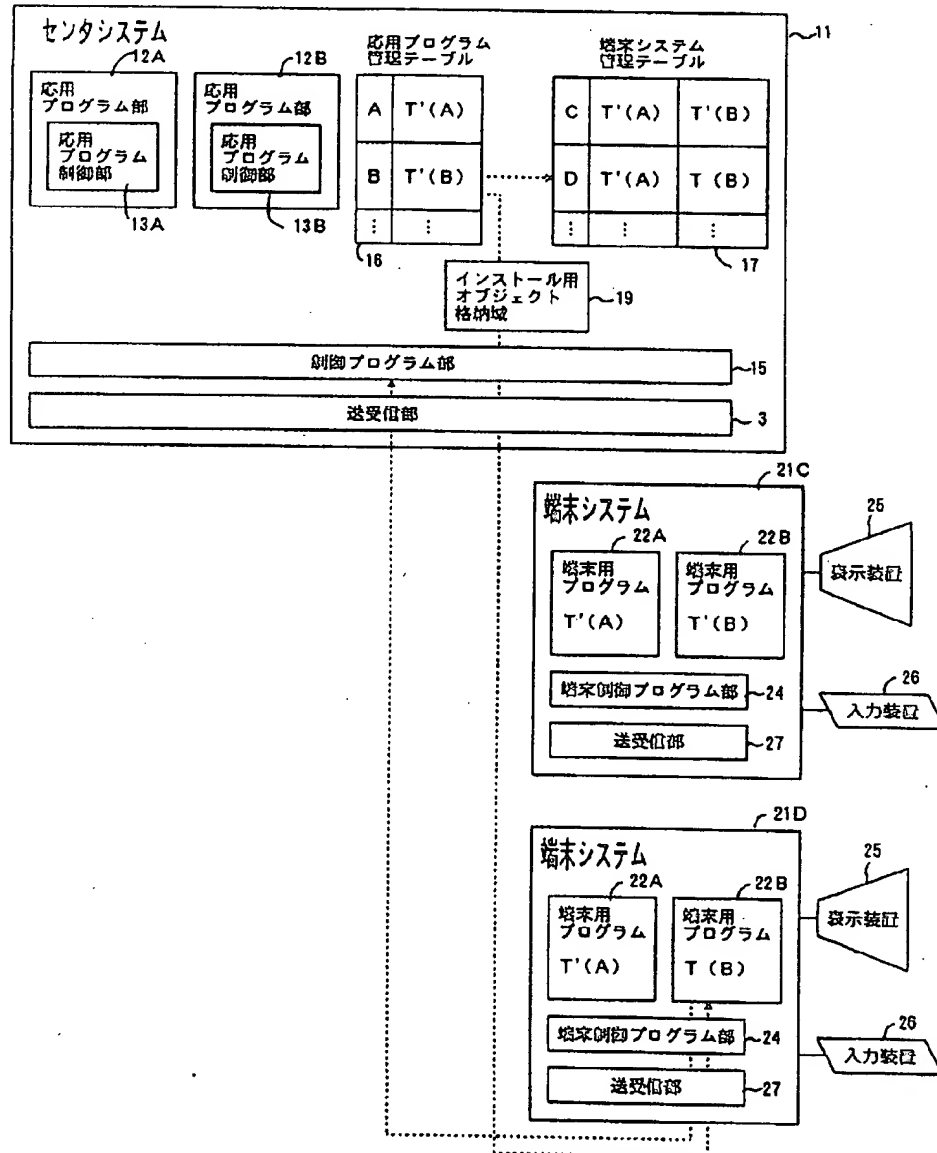 センタシステム
11
12A
応用
プログラム部
応用
プログラム
制御部
13A
12B
応用
プログラム部
応用
プログラム
制御部
13B
応用プログラム
管理テーブル
A T'(A)
B T'(B)
⋮ ⋮
16
端末システム
管理テーブル
C T'(A) T'(B)
D T'(A) T(B)
⋮ ⋮ ⋮
17
インストール用
オブジェクト
格納域
19
制御プログラム部
15
送受信部
3
21C
端末システム
22A
端末用
プログラム
T'(A)
22B
端末用
プログラム
T'(B)
端末制御プログラム部
24
送受信部
27
25
表示装置
26
入力装置
21D
端末システム
22A
端末用
プログラム
T'(A)
22B
端末用
プログラム
T(B)
端末制御プログラム部
24
送受信部
27
25
表示装置
26
入力装置